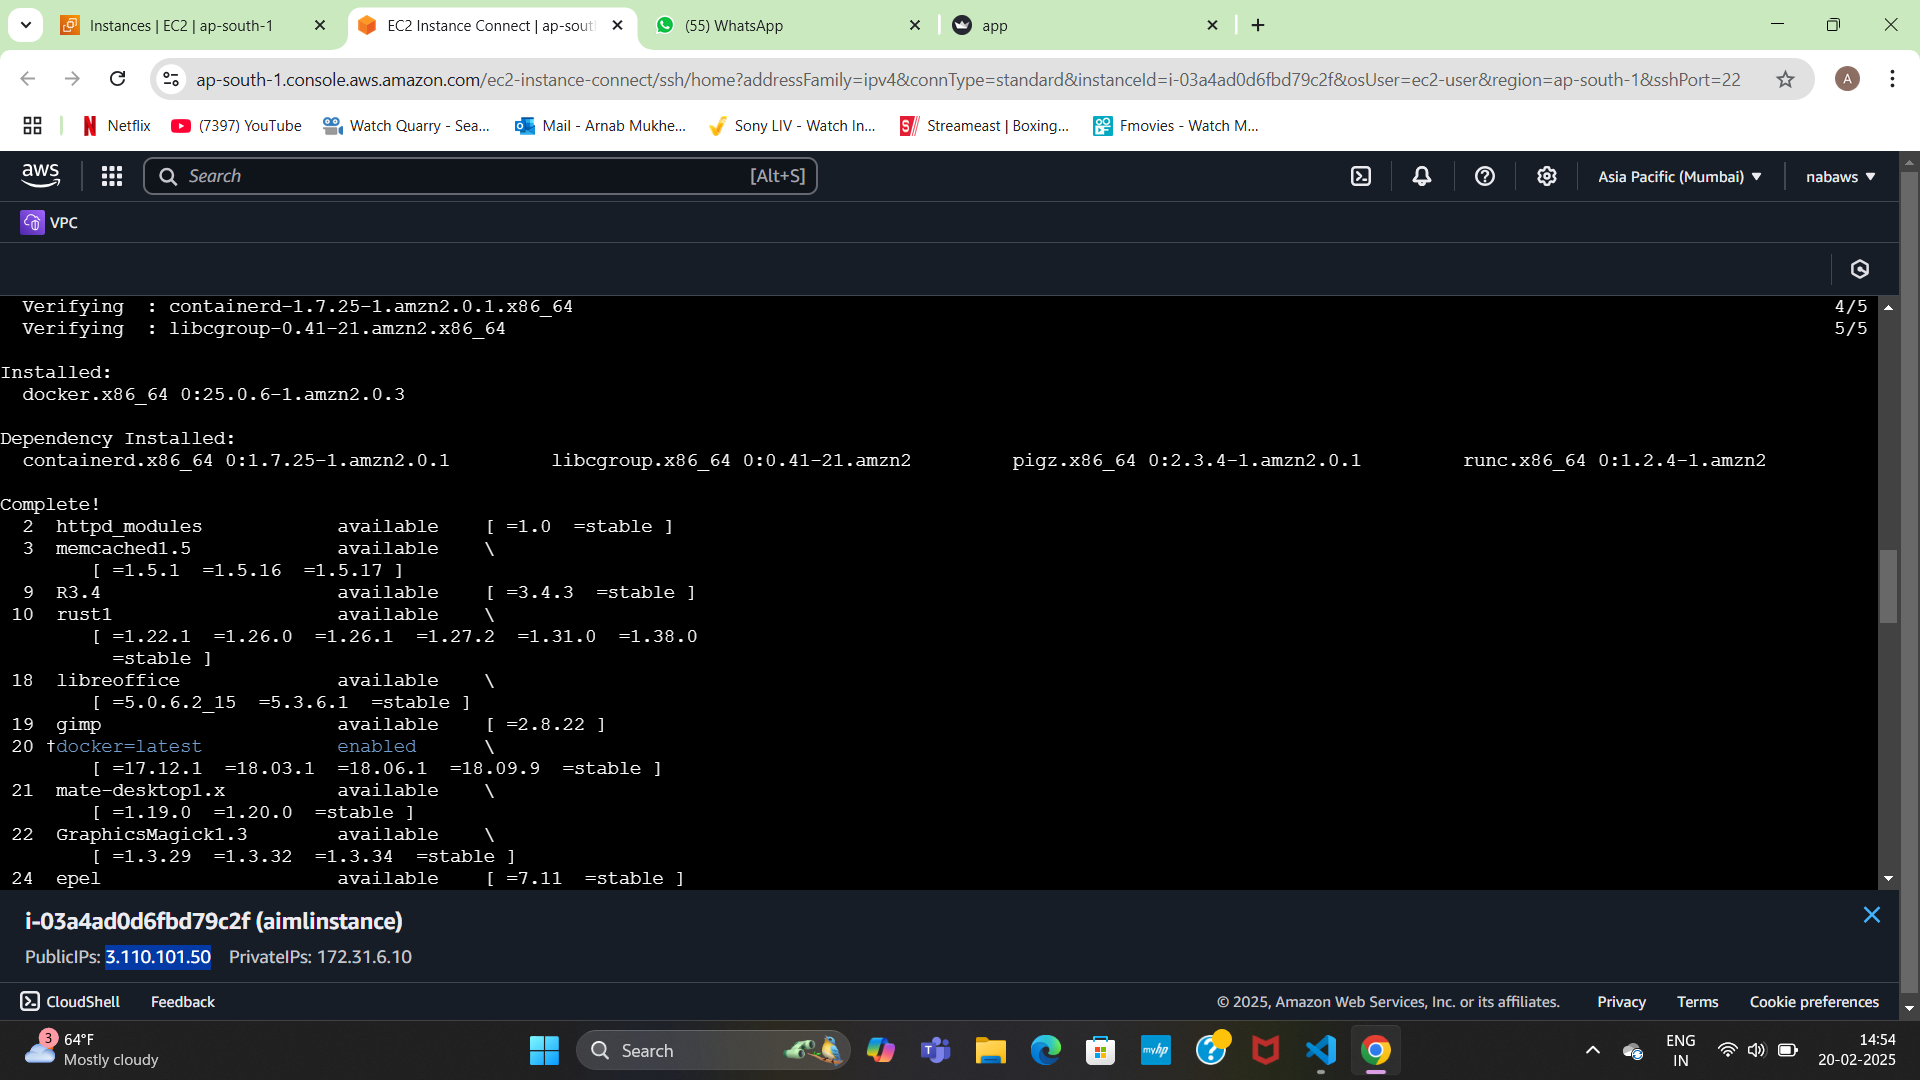 Instances | EC2 | ap-south-1
EC2 Instance Connect | ap-sout
(55) WhatsApp
app
ap-south-1.console.aws.amazon.com/ec2-instance-connect/ssh/home?addressFamily=ipv4&connType=standard&instanceId=i-03a4ad0d6fbd79c2f&osUser=ec2-user&region=ap-south-1&sshPort=22
A
Netflix
(7397) YouTube
Watch Quarry - Sea...
Mail - Arnab Mukhe...
Sony LIV - Watch In...
Streameast | Boxing...
Fmovies - Watch M...
aws
Search
[Alt+S]
Asia Pacific (Mumbai)
nabaws
VPC
  Verifying  : containerd-1.7.25-1.amzn2.0.1.x86_64 4/5
  Verifying  : libcgroup-0.41-21.amzn2.x86_64 5/5
Installed:
  docker.x86_64 0:25.0.6-1.amzn2.0.3
Dependency Installed:
  containerd.x86_64 0:1.7.25-1.amzn2.0.1 libcgroup.x86_64 0:0.41-21.amzn2 pigz.x86_64 0:2.3.4-1.amzn2.0.1 runc.x86_64 0:1.2.4-1.amzn2
Complete!
  2  httpd_modules            available    [ =1.0  =stable ]
  3  memcached1.5             available    \
        [ =1.5.1  =1.5.16  =1.5.17 ]
  9  R3.4                     available    [ =3.4.3  =stable ]
 10  rust1                    available    \
        [ =1.22.1  =1.26.0  =1.26.1  =1.27.2  =1.31.0  =1.38.0
          =stable ]
 18  libreoffice              available    \
        [ =5.0.6.2_15  =5.3.6.1  =stable ]
 19  gimp                     available    [ =2.8.22 ]
 20 †docker=latest            enabled      \
        [ =17.12.1  =18.03.1  =18.06.1  =18.09.9  =stable ]
 21  mate-desktop1.x          available    \
        [ =1.19.0  =1.20.0  =stable ]
 22  GraphicsMagick1.3        available    \
        [ =1.3.29  =1.3.32  =1.3.34  =stable ]
 24  epel                     available    [ =7.11  =stable ]
i-03a4ad0d6fbd79c2f (aimlinstance)
PublicIPs: 3.110.101.50 PrivateIPs: 172.31.6.10
CloudShell
Feedback
© 2025, Amazon Web Services, Inc. or its affiliates.
Privacy
Terms
Cookie preferences
3
64°F
Mostly cloudy
Search
myhp
ENG
IN
14:54
20-02-2025